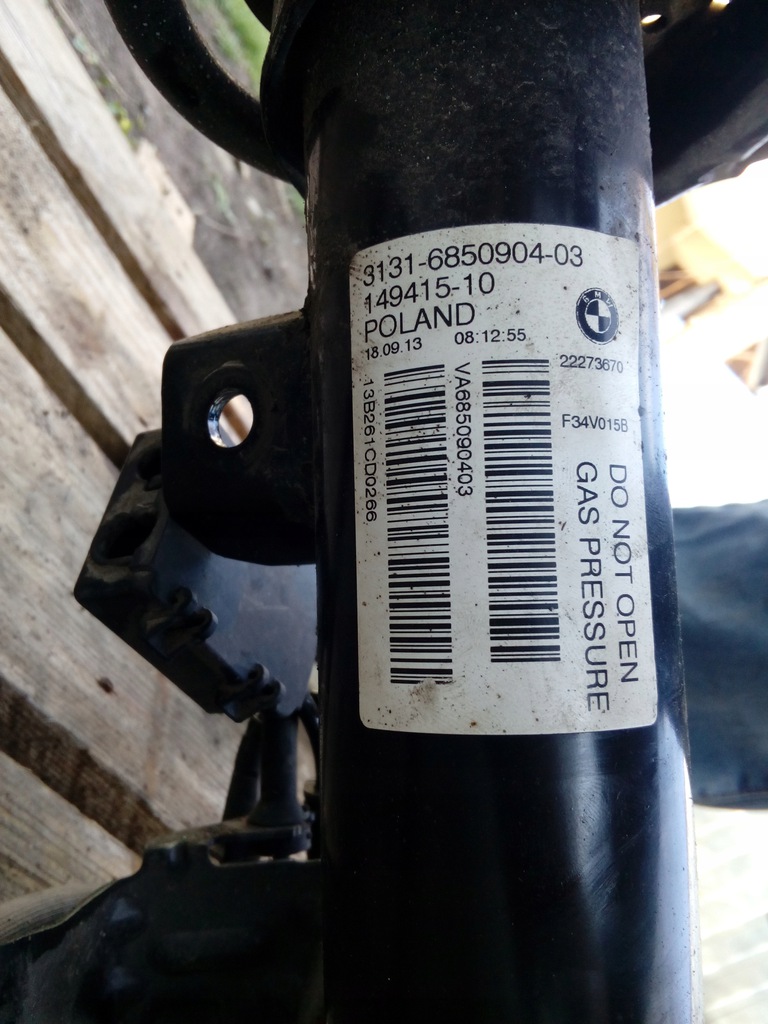 3131-6850904-03
149415-10
POLAND
18.09.13 08:12:55
BMW
22273670
F34V015B
13B261CD0266
VA685090403
DO NOT OPEN
GAS PRESSURE